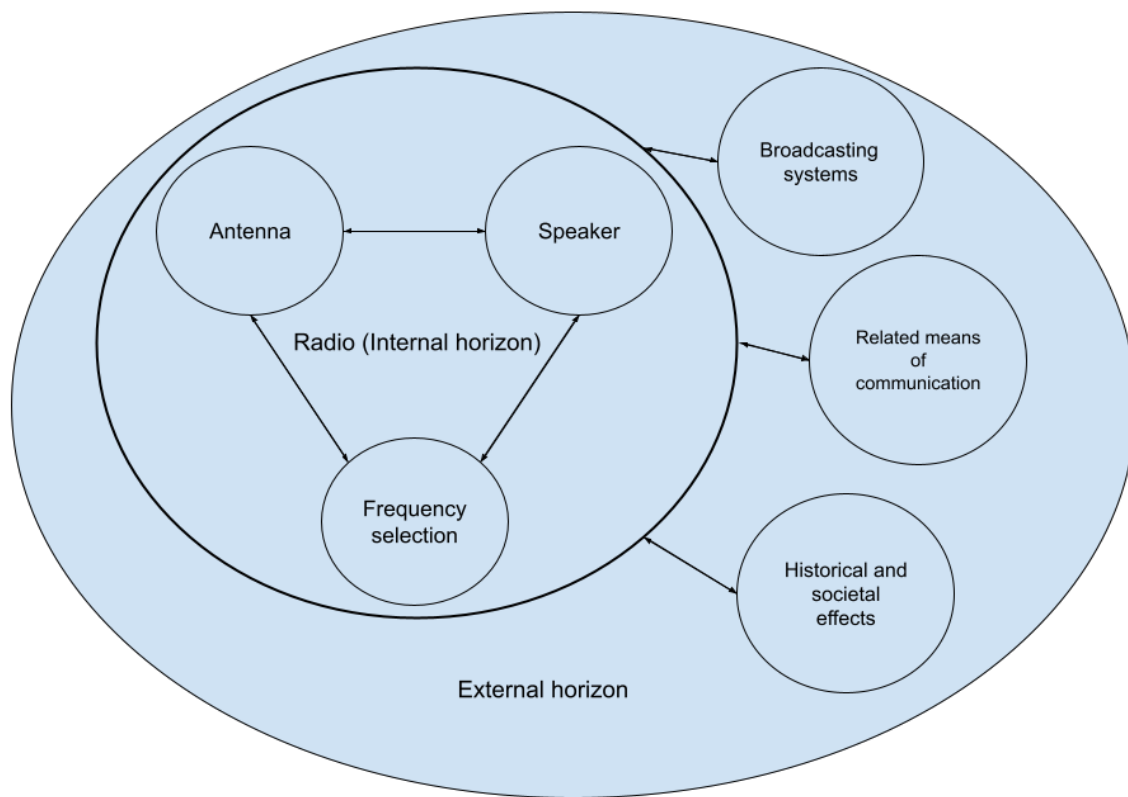 Broadcasting
systems
Antenna
Speaker
Radio (Internal horizon)
Related means
of
communication
Frequency
selection
Historical and
societal
effects
External horizon